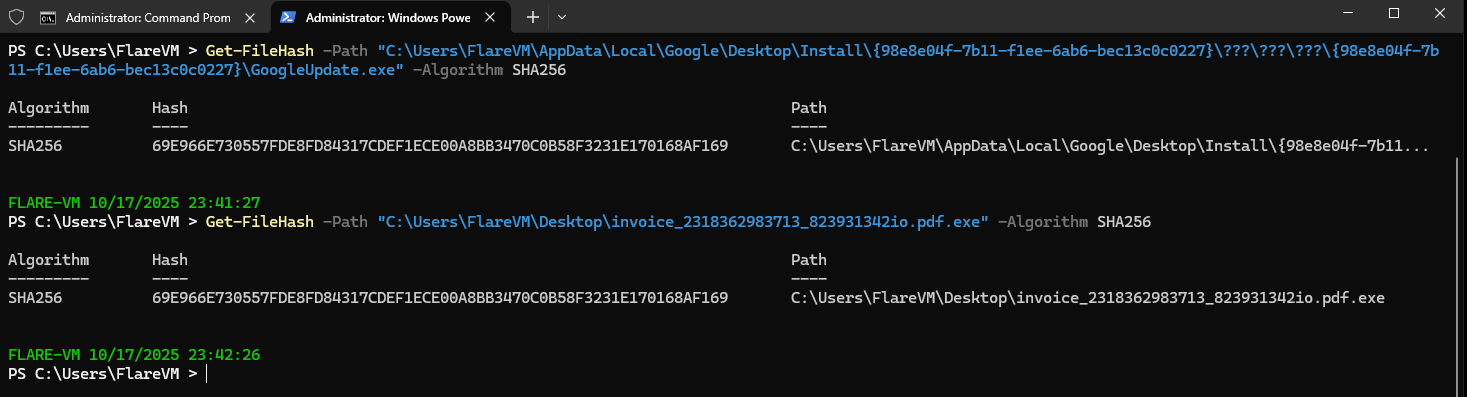 Administrator: Command Prom
Administrator: Windows Powe
PS C:\Users\FlareVM > Get-FileHash -Path "C:\Users\FlareVM\AppData\Local\Google\Desktop\Install\{98e8e04f-7b11-f1ee-6ab6-bec13c0c0227}\???\???\???\{98e8e04f-7b
11-f1ee-6ab6-bec13c0c0227}\GoogleUpdate.exe" -Algorithm SHA256
Algorithm Hash Path
--------- ---- ----
SHA256 69E966E730557FDE8FD84317CDEF1ECE00A8BB3470C0B58F3231E170168AF169 C:\Users\FlareVM\AppData\Local\Google\Desktop\Install\{98e8e04f-7b11...
FLARE-VM 10/17/2025 23:41:27
PS C:\Users\FlareVM > Get-FileHash -Path "C:\Users\FlareVM\Desktop\invoice_2318362983713_823931342io.pdf.exe" -Algorithm SHA256
Algorithm Hash Path
--------- ---- ----
SHA256 69E966E730557FDE8FD84317CDEF1ECE00A8BB3470C0B58F3231E170168AF169 C:\Users\FlareVM\Desktop\invoice_2318362983713_823931342io.pdf.exe
FLARE-VM 10/17/2025 23:42:26
PS C:\Users\FlareVM >